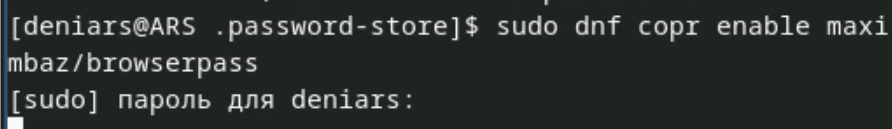 [deniars@ARS .password-store]$ sudo dnf copr enable maxi
mbaz/browserpass
[sudo] пароль для deniars: